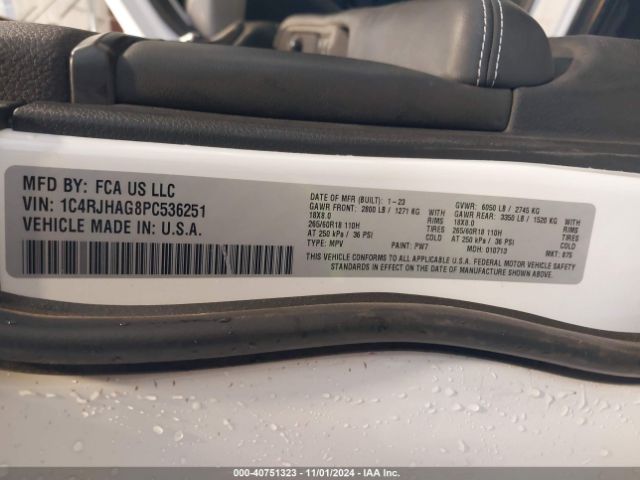 MFD BY: FCA US LLC
VIN: 1C4RJHAG8PC536251
VEHICLE MADE IN: U.S.A.
DATE OF MFR (BUILT): 1-23 GVWR: 6050 LB / 2745 KG
GAWR FRONT: 2800 LB / 1271 KG GAWR REAR: 3350 LB / 1520 KG
18X8.0 RIMS 18X8.0 RIMS
265/60R18 110H TIRES 265/60R18 110H TIRES
AT 250 kPa / 36 PSI COLD AT 250 kPa / 36 PSI COLD
TYPE: MPV PAINT: PW7 MDH: 010713 MKT: 875
THIS VEHICLE CONFORMS TO ALL APPLICABLE U.S.A. FEDERAL MOTOR VEHICLE SAFETY
STANDARDS IN EFFECT ON THE DATE OF MANUFACTURE SHOWN ABOVE.
© - 40751323 - 11/01/2024 - IAA Inc.